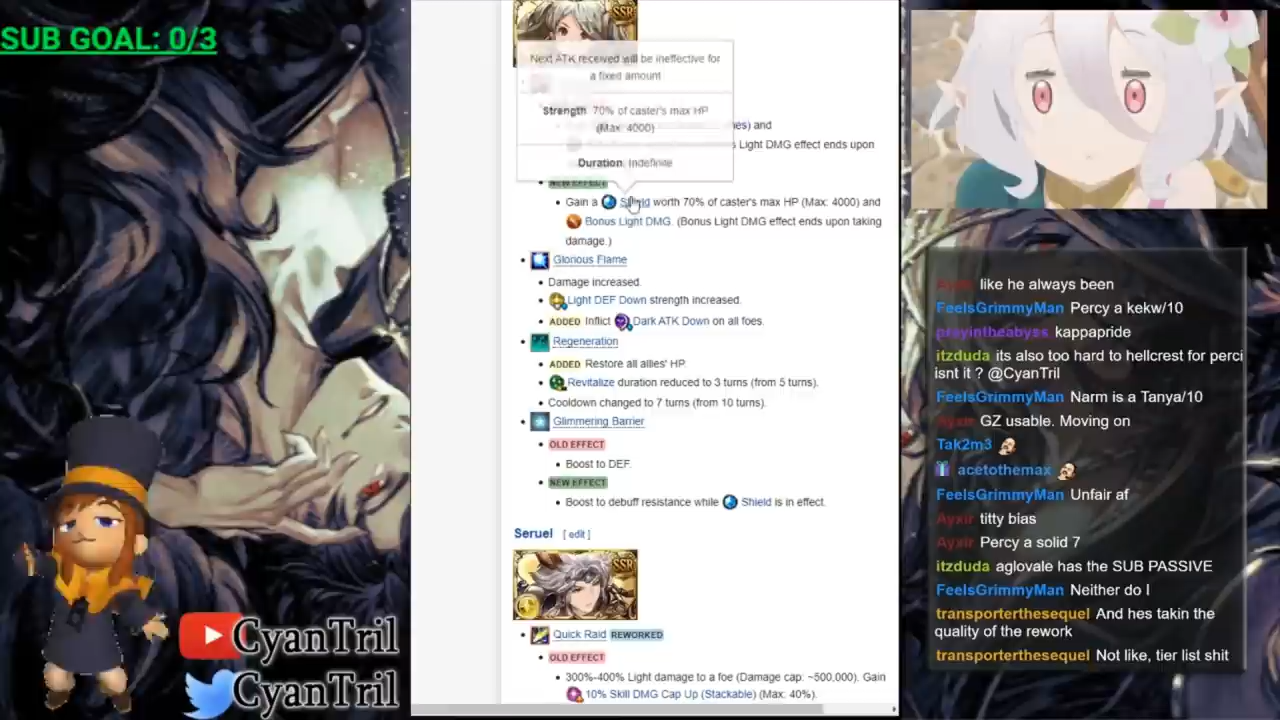 SUB GOAL: 0/3
SSR
Next ATK received will be ineffective for
a fixed amount
Strength 70% of caster's max HP
(Max: 4000)
Duration Indefinite
and
Light DMG effect ends upon
NEW EFFECT
Gain a Shield worth 70% of caster's max HP (Max: 4000) and
Bonus Light DMG. (Bonus Light DMG effect ends upon taking
damage.)
Glorious Flame
Damage increased.
Light DEF Down strength increased.
ADDED Inflict Dark ATK Down on all foes.
Regeneration
ADDED Restore all allies' HP.
Revitalize duration reduced to 3 turns (from 5 turns).
Cooldown changed to 7 turns (from 10 turns).
Glimmering Barrier
OLD EFFECT
Boost to DEF.
NEW EFFECT
Boost to debuff resistance while Shield is in effect.
Seruel [ edit ]
SSR
Quick Raid REWORKED
OLD EFFECT
300%-400% Light damage to a foe (Damage cap: ~500,000). Gain
10% Skill DMG Cap Up (Stackable) (Max: 40%).
Ayxir like he always been
FeelsGrimmyMan Percy a kekw/10
prayintheabyss kappapride
itzduda its also too hard to hellcrest for perci
isnt it ? @CyanTril
FeelsGrimmyMan Narm is a Tanya/10
Ayxir GZ usable. Moving on
Tak2m3
acetothemax
FeelsGrimmyMan Unfair af
Ayxir titty bias
Ayxir Percy a solid 7
itzduda aglovale has the SUB PASSIVE
FeelsGrimmyMan Neither do I
transporterthesequel And hes takin the
quality of the rework
transporterthesequel Not like, tier list shit
CyanTril
CyanTril